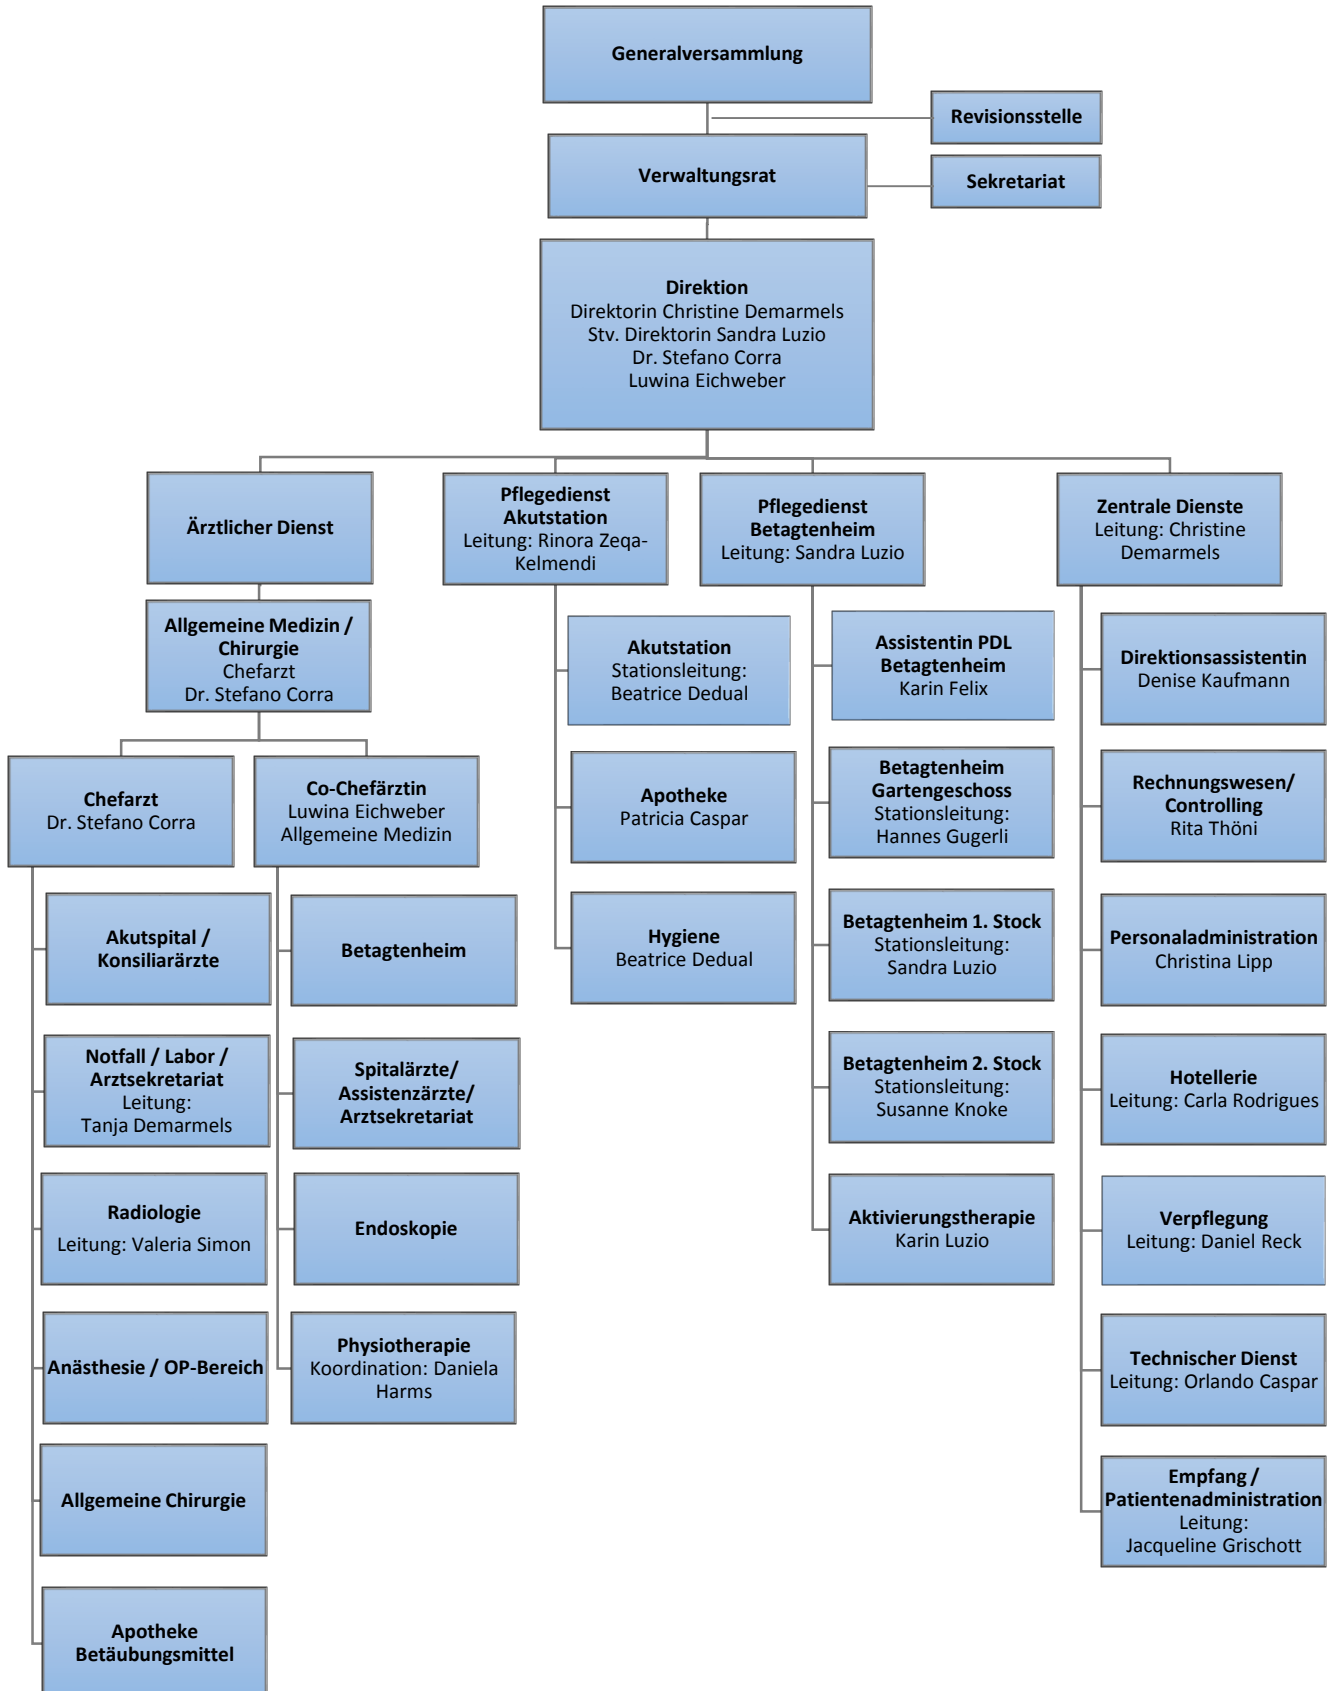 Generalversammlung
Revisionsstelle
Verwaltungsrat
Sekretariat
Direktion
Direktorin Christine Demarmels
Stv. Direktorin Sandra Luzio
Dr. Stefano Corra
Luwina Eichweber
Ärztlicher Dienst
Pflegedienst
Akutstation
Leitung: Rinora Zeqa-
Kelmendi
Pflegedienst
Betagtenheim
Leitung: Sandra Luzio
Zentrale Dienste
Leitung: Christine
Demarmels
Allgemeine Medizin /
Chirurgie
Chefarzt
Dr. Stefano Corra
Chefarzt
Dr. Stefano Corra
Co-Chefärztin
Luwina Eichweber
Allgemeine Medizin
Akutspital /
Konsiliarärzte
Notfall / Labor /
Arztsekretariat
Leitung:
Tanja Demarmels
Radiologie
Leitung: Valeria Simon
Anästhesie / OP-Bereich
Allgemeine Chirurgie
Apotheke
Betäubungsmittel
Betagtenheim
Spitalärzte/
Assistenzärzte/
Arztsekretariat
Endoskopie
Physiotherapie
Koordination: Daniela
Harms
Akutstation
Stationsleitung:
Beatrice Dedual
Apotheke
Patricia Caspar
Hygiene
Beatrice Dedual
Assistentin PDL
Betagtenheim
Karin Felix
Betagtenheim
Gartengeschoss
Stationsleitung:
Hannes Gugerli
Betagtenheim 1. Stock
Stationsleitung:
Sandra Luzio
Betagtenheim 2. Stock
Stationsleitung:
Susanne Knoke
Aktivierungstherapie
Karin Luzio
Direktionsassistentin
Denise Kaufmann
Rechnungswesen/
Controlling
Rita Thöni
Personaladministration
Christina Lipp
Hotellerie
Leitung: Carla Rodrigues
Verpflegung
Leitung: Daniel Reck
Technischer Dienst
Leitung: Orlando Caspar
Empfang /
Patientenadministration
Leitung:
Jacqueline Grischott